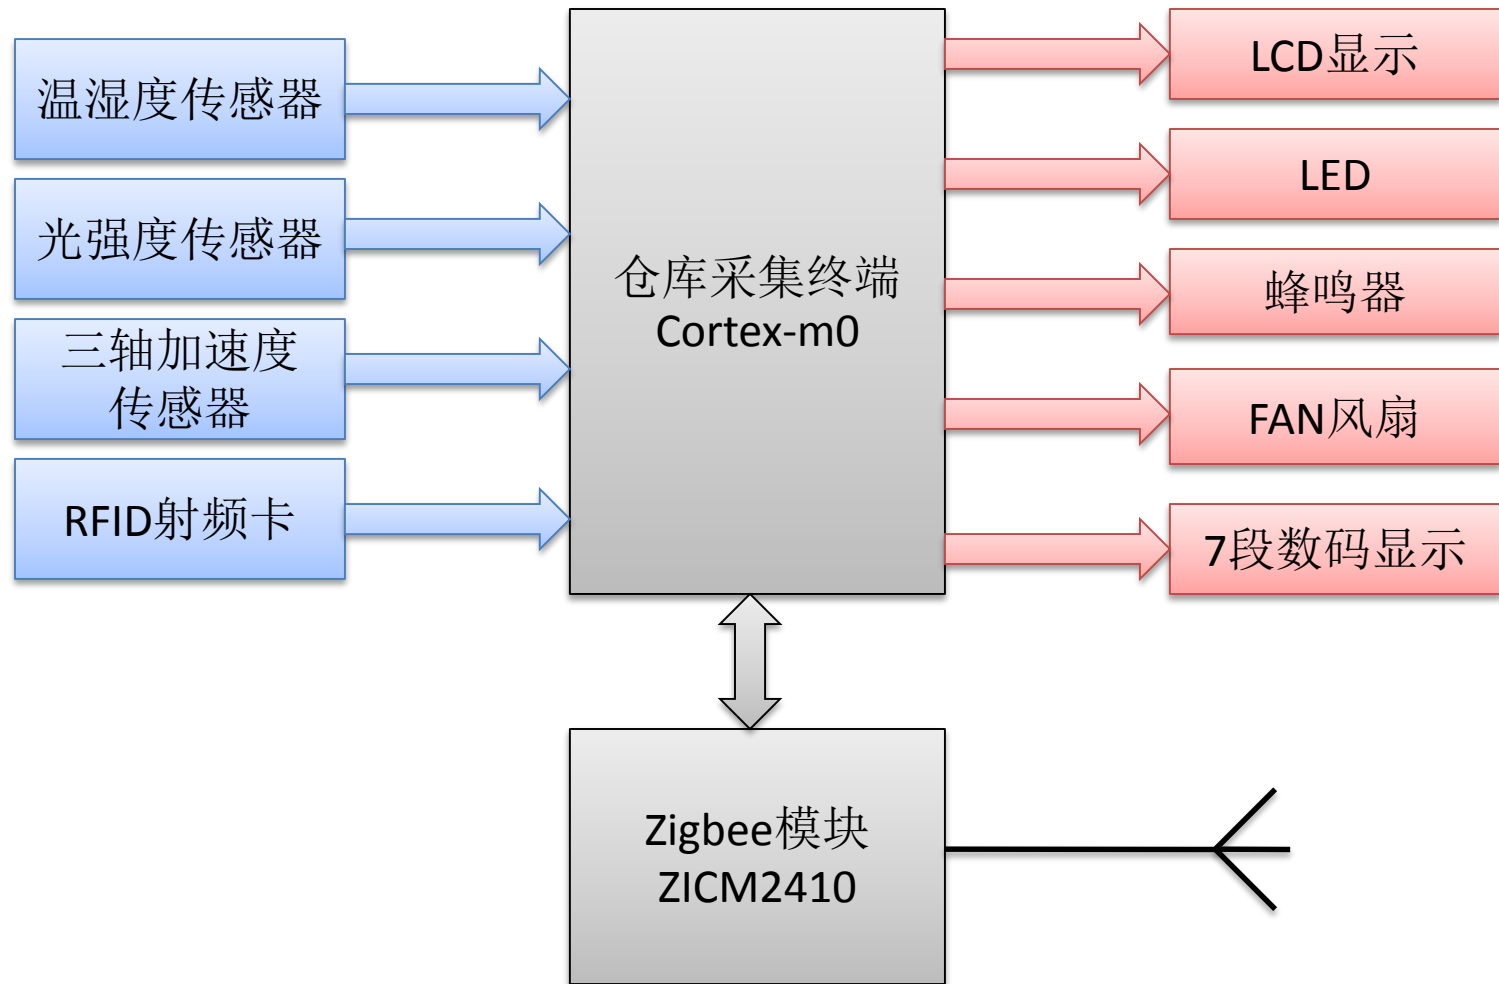 温湿度传感器
光强度传感器
三轴加速度
传感器
RFID射频卡
仓库采集终端
Cortex-m0
LCD显示
LED
蜂鸣器
FAN风扇
7段数码显示
Zigbee模块
ZICM2410